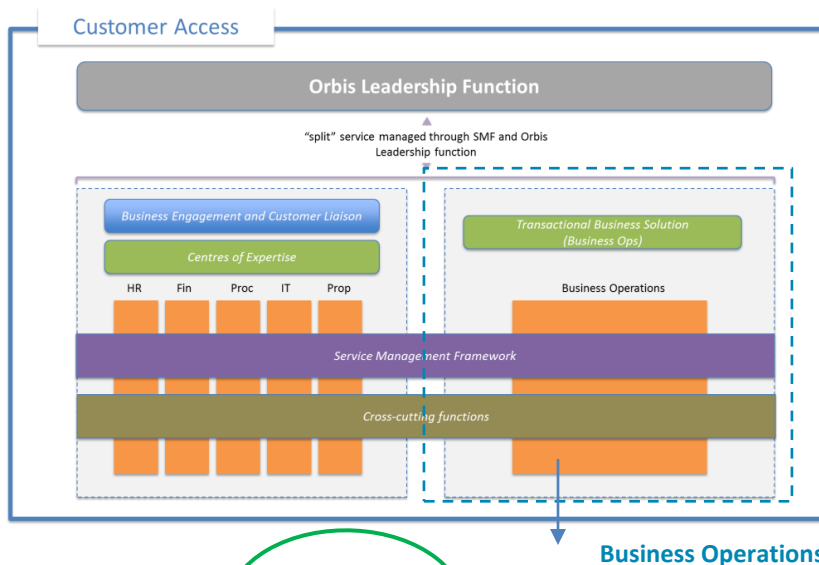 Customer Access
Orbis Leadership Function
“split” service managed through SMF and Orbis
Leadership function
Business Engagement and Customer Liaison
Centres of Expertise
HR Fin Proc IT Prop
Transactional Business Solution
(Business Ops)
Business Operations
Service Management Framework
Cross-cutting functions
Business Operations